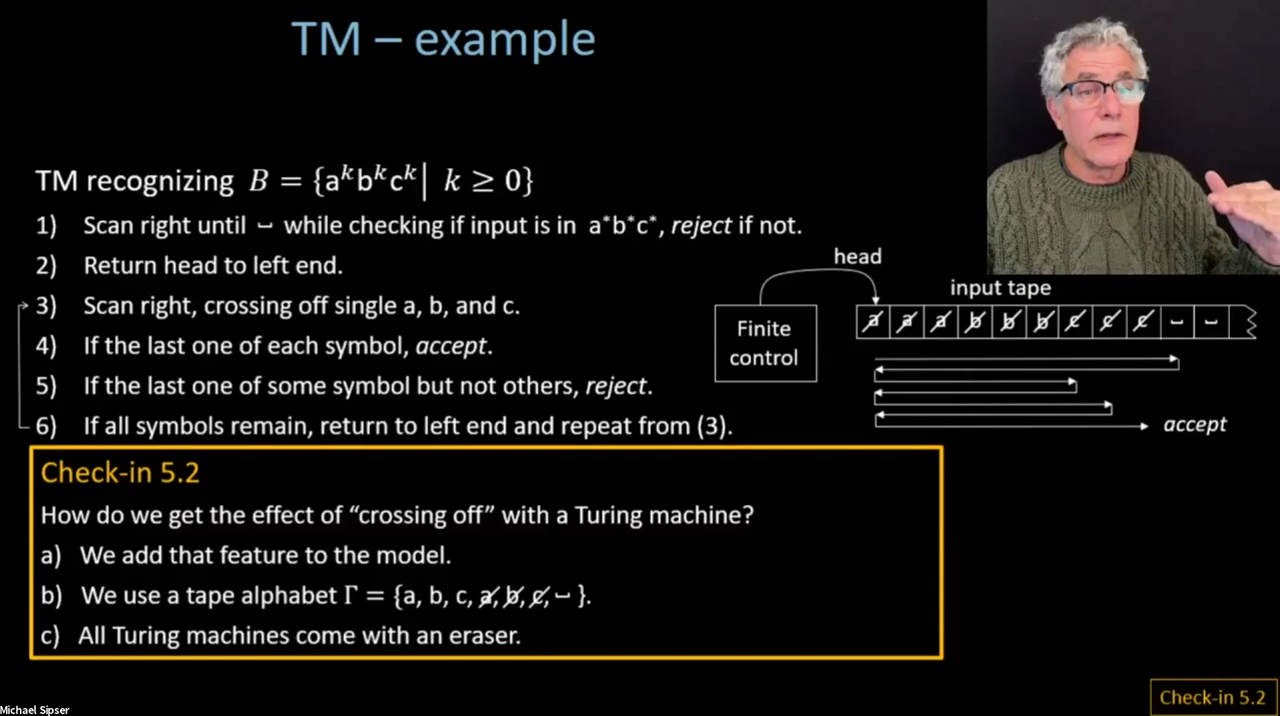 TM – example
TM recognizing B = {aᵏbᵏcᵏ| k ≥ 0}
1) Scan right until ⌴ while checking if input is in a*b*c*, reject if not.
2) Return head to left end.
3) Scan right, crossing off single a, b, and c.
4) If the last one of each symbol, accept.
5) If the last one of some symbol but not others, reject.
6) If all symbols remain, return to left end and repeat from (3).
head
input tape
Finite
control
a̸ a̸ a̸ b̸ b̸ b̸ c̸ c̸ c̸ ⌴ ⌴
accept
Check-in 5.2
How do we get the effect of “crossing off” with a Turing machine?
a) We add that feature to the model.
b) We use a tape alphabet Γ = {a, b, c, a̸, b̸, c̸, ⌴ }.
c) All Turing machines come with an eraser.
Check-in 5.2
Michael Sipser